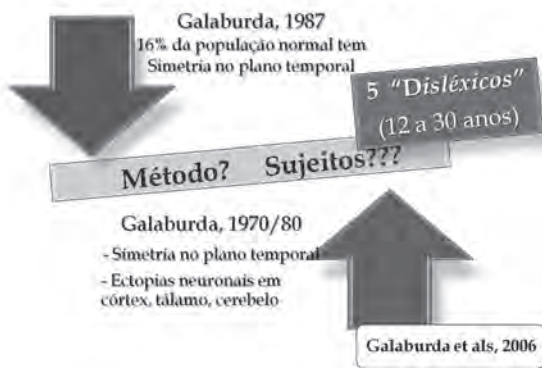 Galaburda, 1987
16% da população normal tem
Simetria no plano temporal
5 "Disléxicos"
(12 a 30 anos)
Método? Sujeitos???
Galaburda, 1970/80
- Simetria no plano temporal
- Ectopias neuronais em
córtex, tálamo, cerebelo
Galaburda et als, 2006